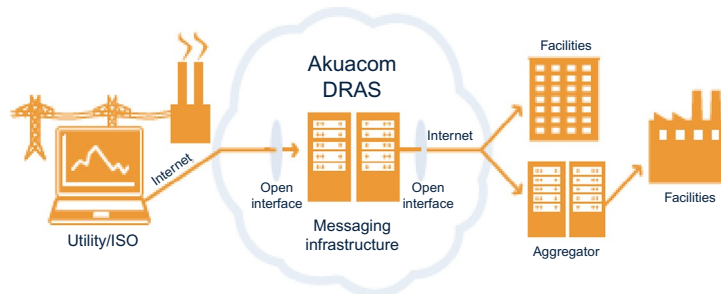 Akuacom
DRAS
Facilities
Internet
Internet
Open
interface
Open
interface
Messaging
infrastructure
Utility/ISO
Aggregator
Facilities